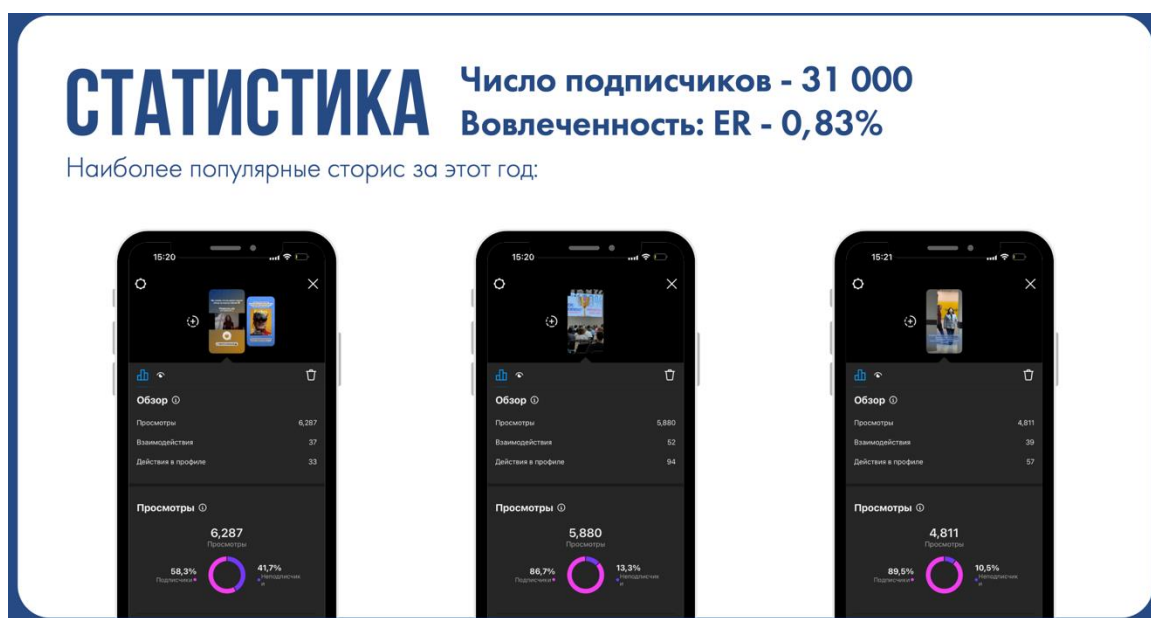 СТАТИСТИКА
Число подписчиков - 31 000
Вовлеченность: ER - 0,83%
Наиболее популярные сторис за этот год:
15:20
Обзор
Просмотры 6,287
Взаимодействия 37
Действия в профиле 33
Просмотры
6,287
Просмотры
58,3%
Подписчики
41,7%
Неподписчик
и
15:20
Обзор
Просмотры 5,880
Взаимодействия 52
Действия в профиле 94
Просмотры
5,880
Просмотры
86,7%
Подписчики
13,3%
Неподписчик
и
15:21
Обзор
Просмотры 4,811
Взаимодействия 39
Действия в профиле 57
Просмотры
4,811
Просмотры
89,5%
Подписчики
10,5%
Неподписчик
и